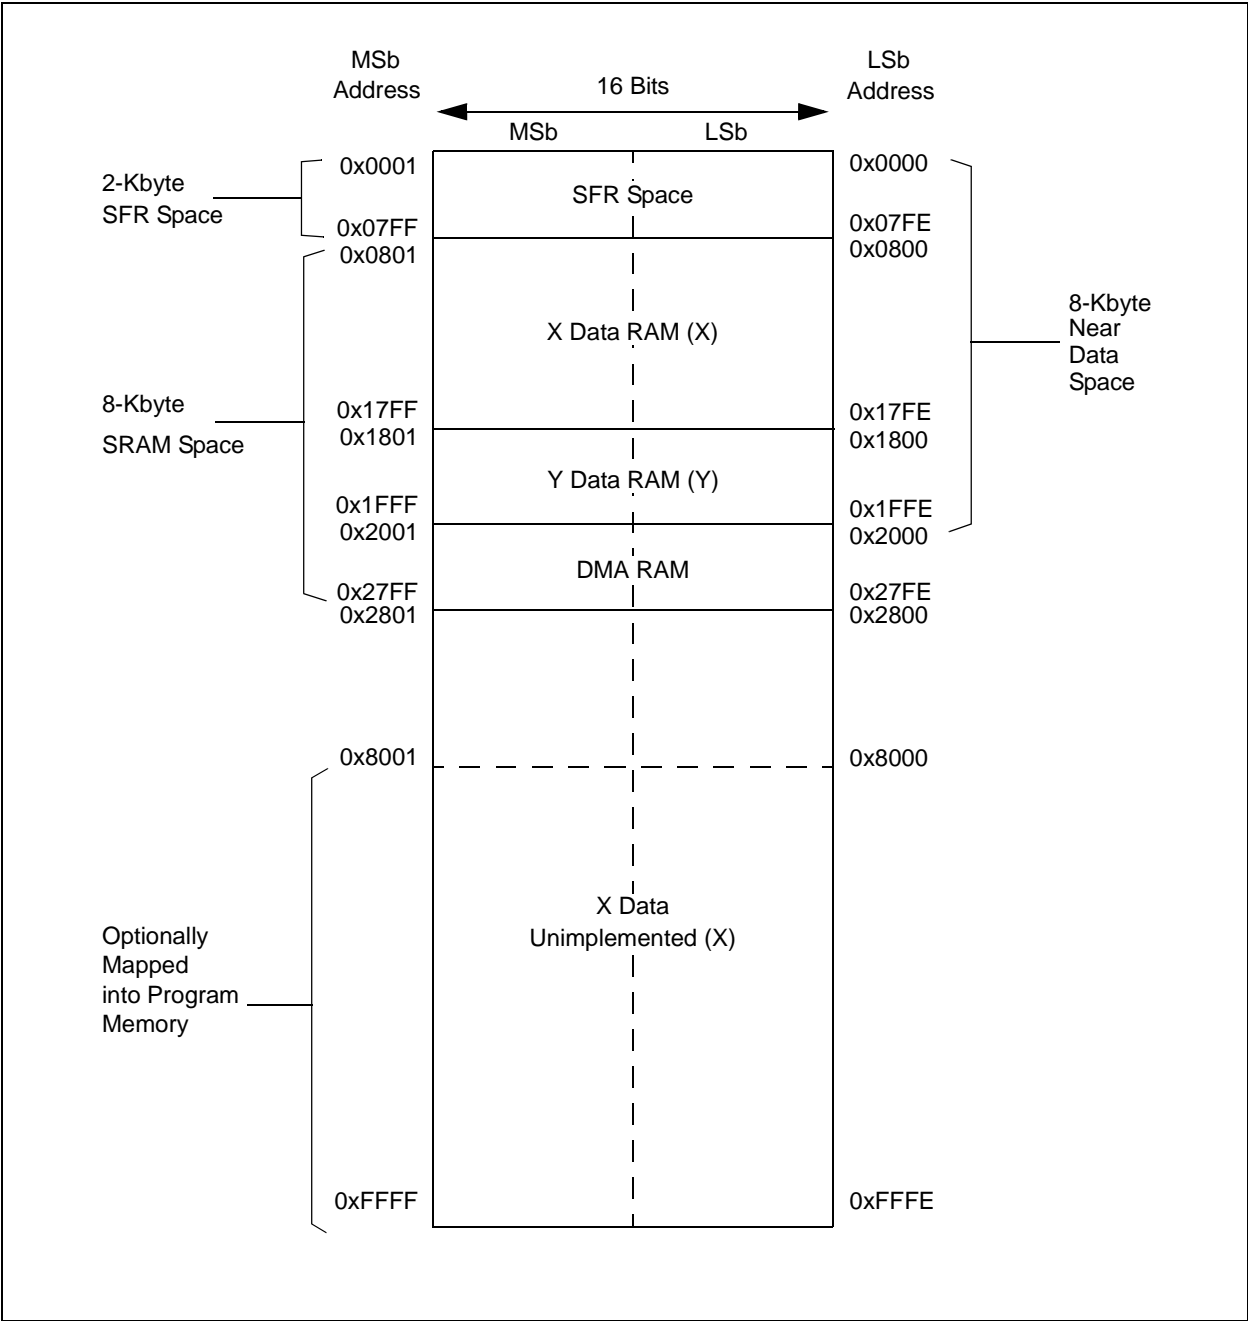 MSb
Address
16 Bits
LSb
Address
MSb
LSb
2-Kbyte
SFR Space
0x0001
SFR Space
0x0000
0x07FF
0x07FE
0x0801
0x0800
8-Kbyte
SRAM Space
X Data RAM (X)
8-Kbyte
Near
Data
Space
0x17FF
0x17FE
0x1801
0x1800
Y Data RAM (Y)
0x1FFF
0x1FFE
0x2001
0x2000
DMA RAM
0x27FF
0x27FE
0x2801
0x2800
0x8001
0x8000
X Data
Unimplemented (X)
Optionally
Mapped
into Program
Memory
0xFFFF
0xFFFE